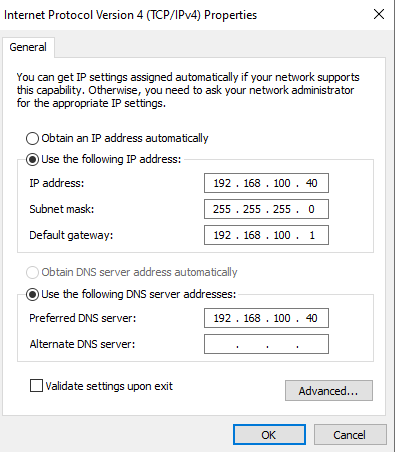 Internet Protocol Version 4 (TCP/IPv4) Properties
General
You can get IP settings assigned automatically if your network supports
this capability. Otherwise, you need to ask your network administrator
for the appropriate IP settings.
Obtain an IP address automatically
Use the following IP address:
IP address: 192 . 168 . 100 . 40
Subnet mask: 255 . 255 . 255 . 0
Default gateway: 192 . 168 . 100 . 1
Obtain DNS server address automatically
Use the following DNS server addresses:
Preferred DNS server: 192 . 168 . 100 . 40
Alternate DNS server: . . .
Validate settings upon exit
Advanced...
OK Cancel